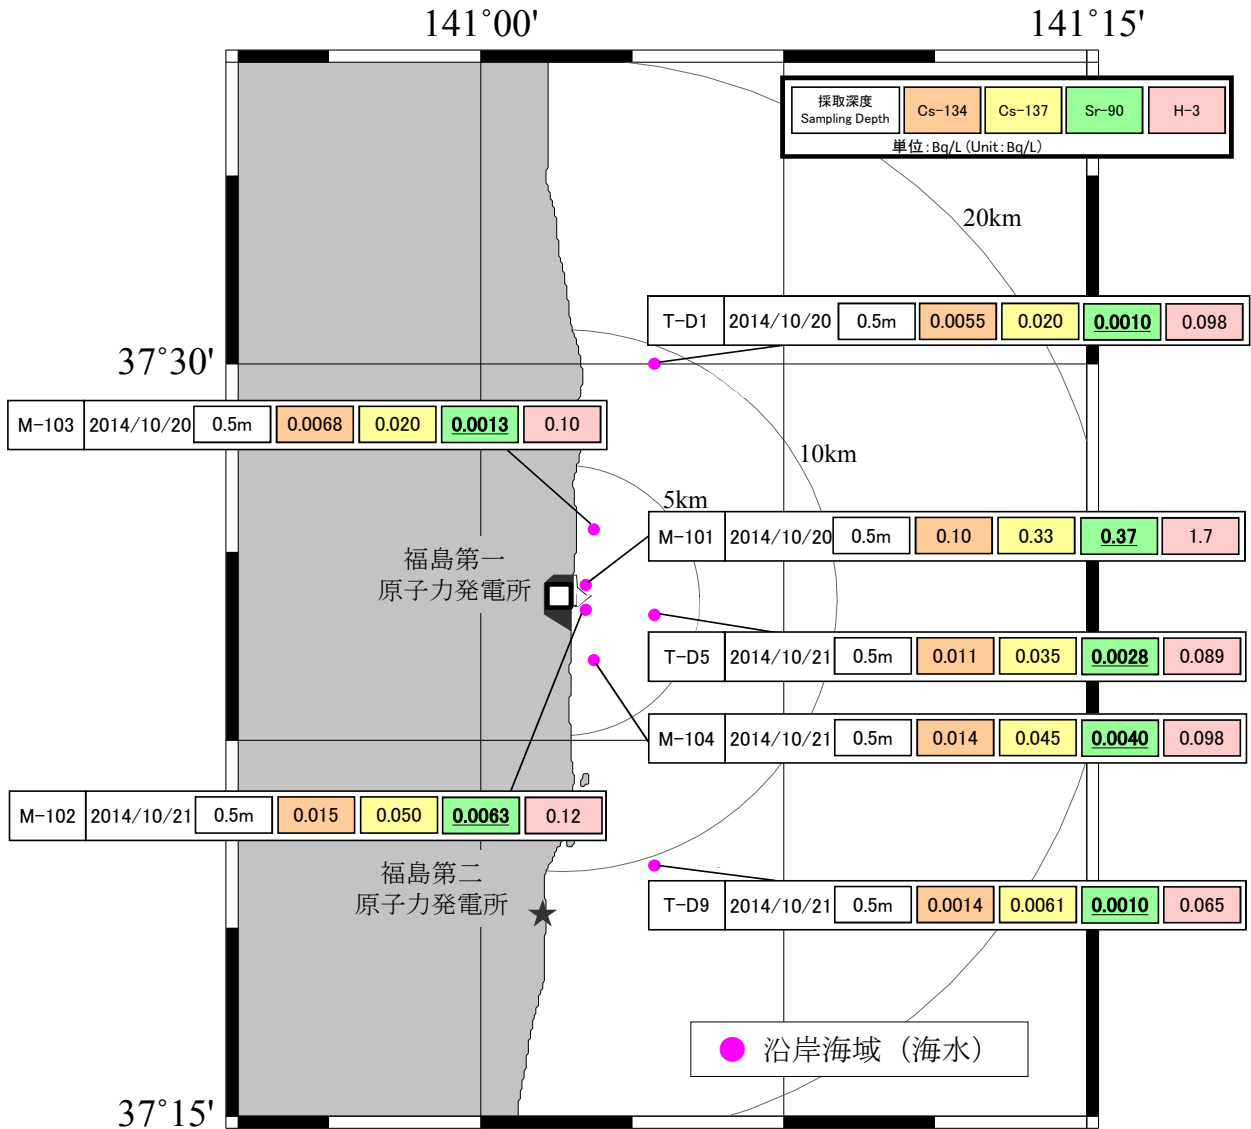 141°00'
141°15'
採取深度
Sampling Depth
Cs-134
Cs-137
Sr-90
H-3
単位:Bq/L (Unit:Bq/L)
20km
T-D1 2014/10/20 0.5m 0.0055 0.020 0.0010 0.098
37°30'
M-103 2014/10/20 0.5m 0.0068 0.020 0.0013 0.10
10km
5km
M-101 2014/10/20 0.5m 0.10 0.33 0.37 1.7
福島第一
原子力発電所
T-D5 2014/10/21 0.5m 0.011 0.035 0.0028 0.089
M-104 2014/10/21 0.5m 0.014 0.045 0.0040 0.098
M-102 2014/10/21 0.5m 0.015 0.050 0.0063 0.12
福島第二
原子力発電所
T-D9 2014/10/21 0.5m 0.0014 0.0061 0.0010 0.065
沿岸海域(海水)
37°15'